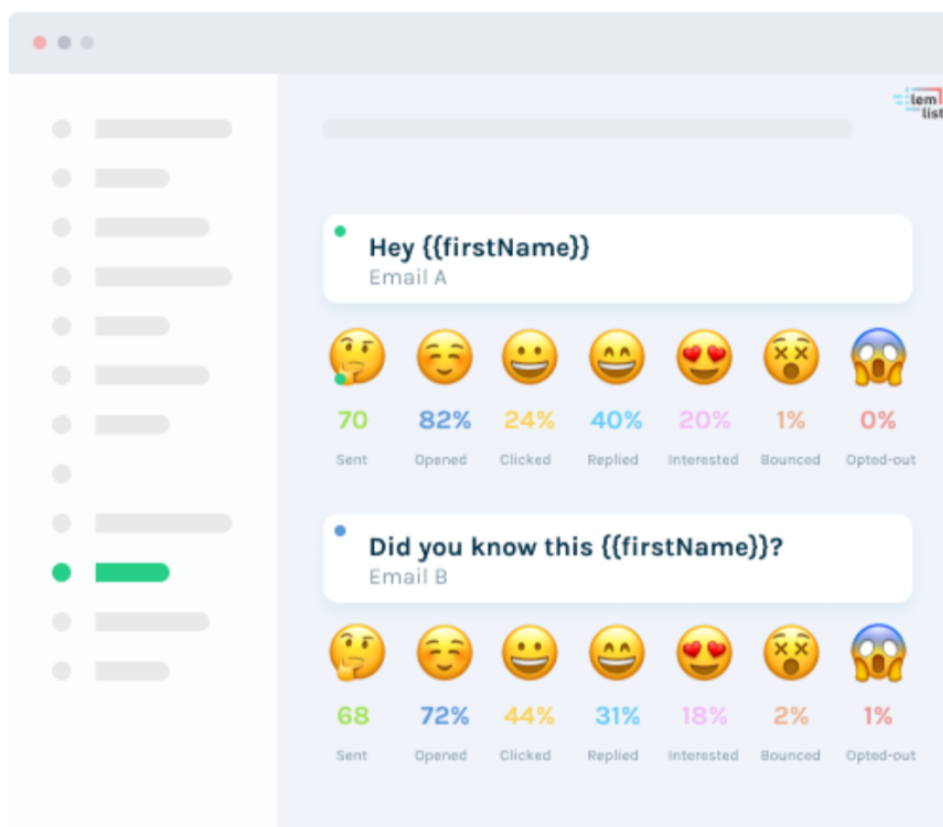 lem
list
Hey {{firstName}}
Email A
70 82% 24% 40% 20% 1% 0%
Sent Opened Clicked Replied Interested Bounced Opted-out
Did you know this {{firstName}}?
Email B
68 72% 44% 31% 18% 2% 1%
Sent Opened Clicked Replied Interested Bounced Opted-out